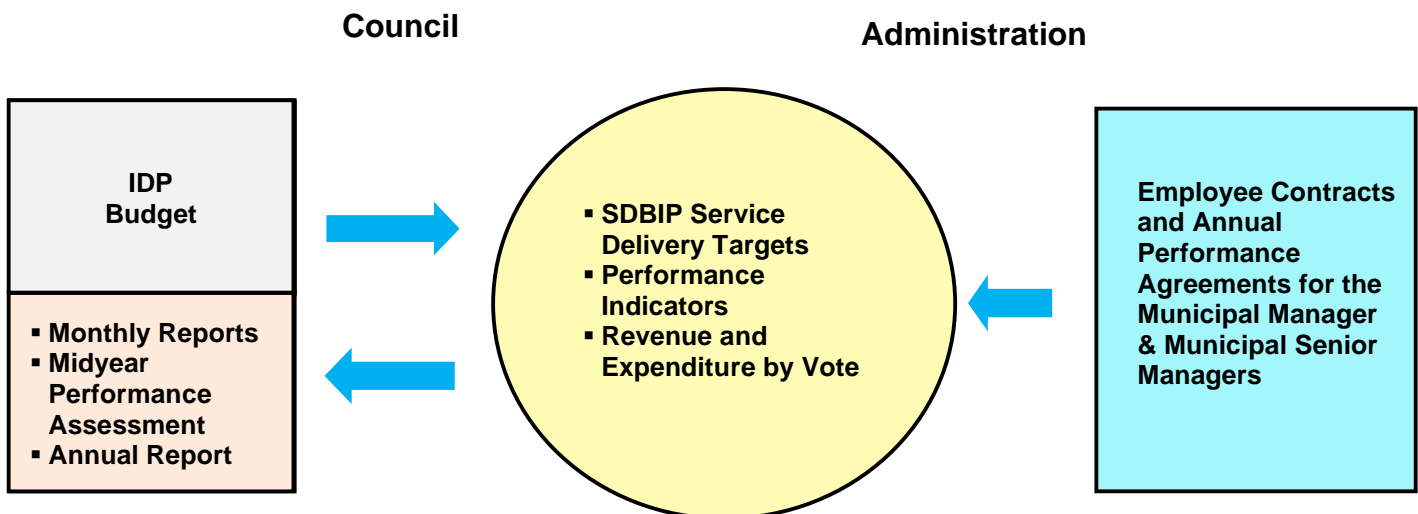 Council
Administration
IDP
Budget
▪ Monthly Reports
▪ Midyear
Performance
Assessment
▪ Annual Report
▪ SDBIP Service
Delivery Targets
▪ Performance
Indicators
▪ Revenue and
Expenditure by Vote
Employee Contracts
and Annual
Performance
Agreements for the
Municipal Manager
& Municipal Senior
Managers